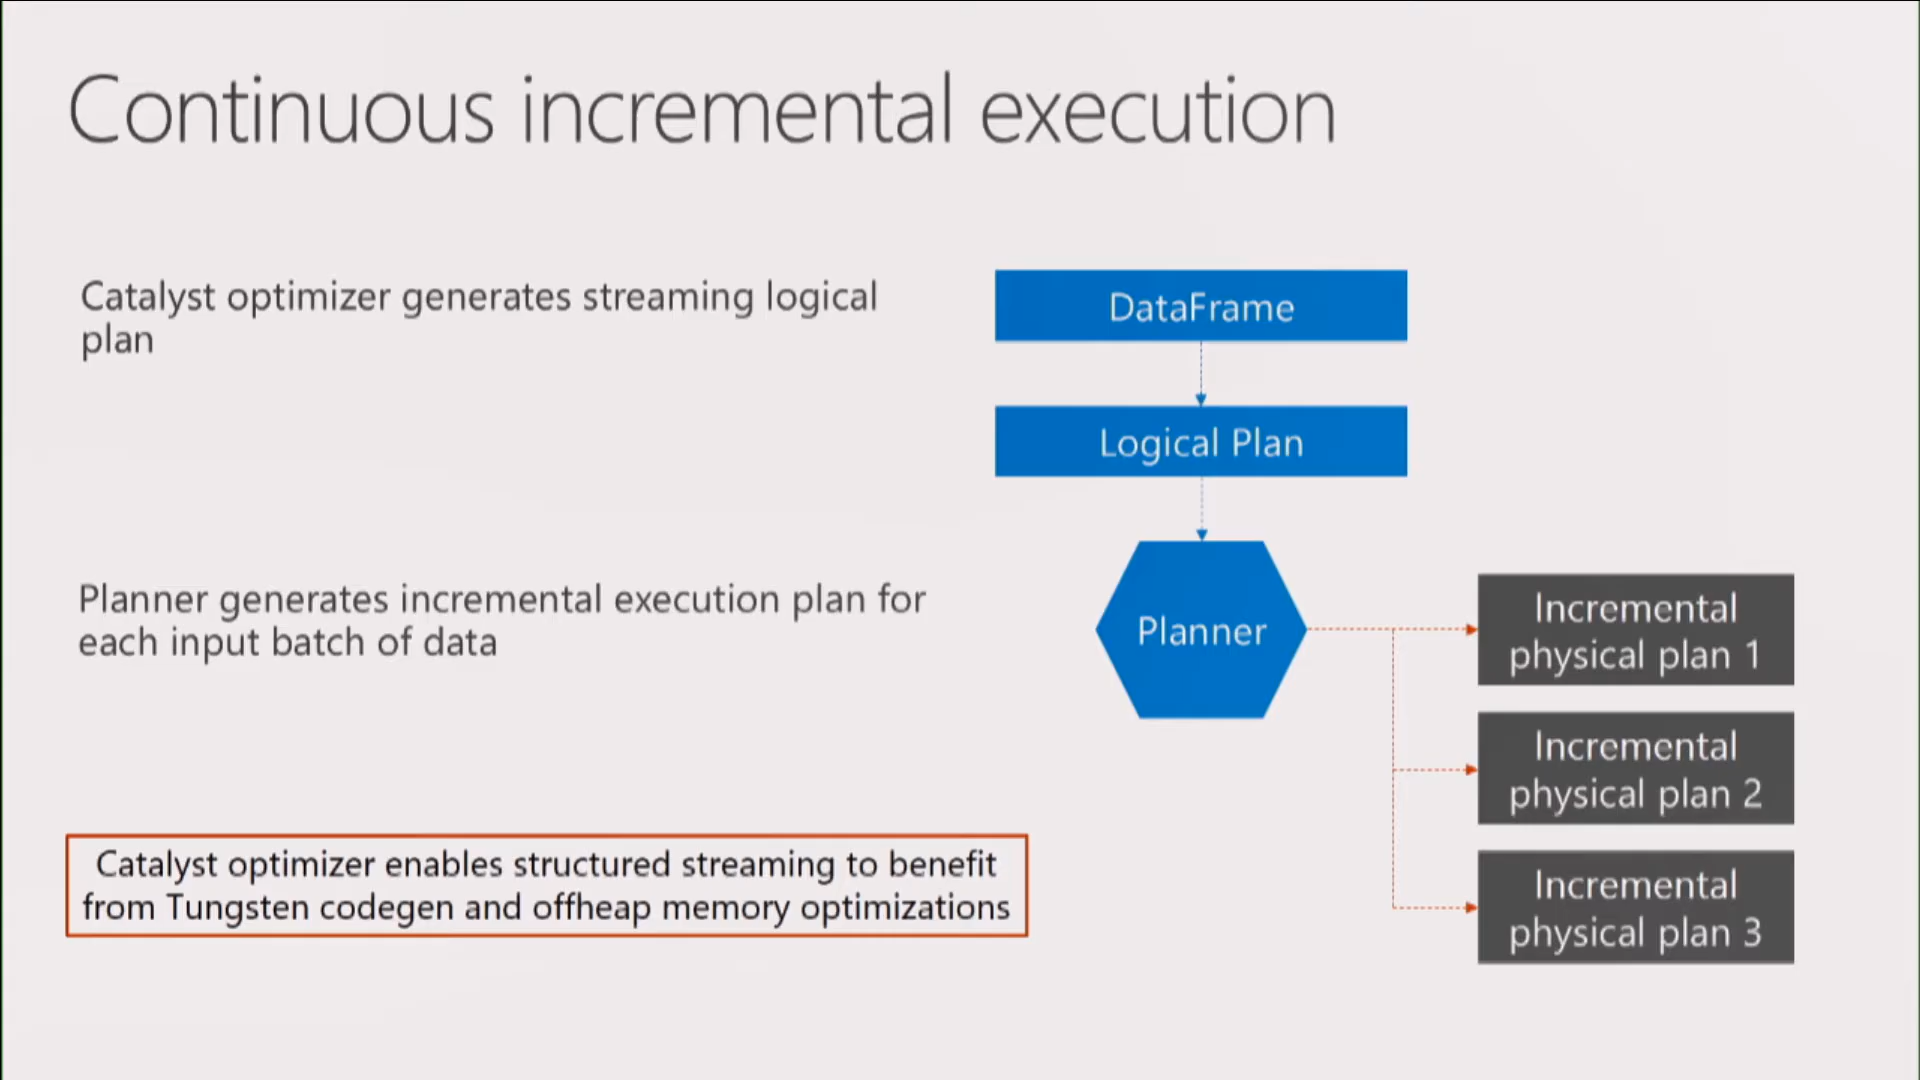 Continuous incremental execution
Catalyst optimizer generates streaming logical
plan
DataFrame
Logical Plan
Planner generates incremental execution plan for
each input batch of data
Planner
Incremental
physical plan 1
Incremental
physical plan 2
Incremental
physical plan 3
Catalyst optimizer enables structured streaming to benefit
from Tungsten codegen and offheap memory optimizations